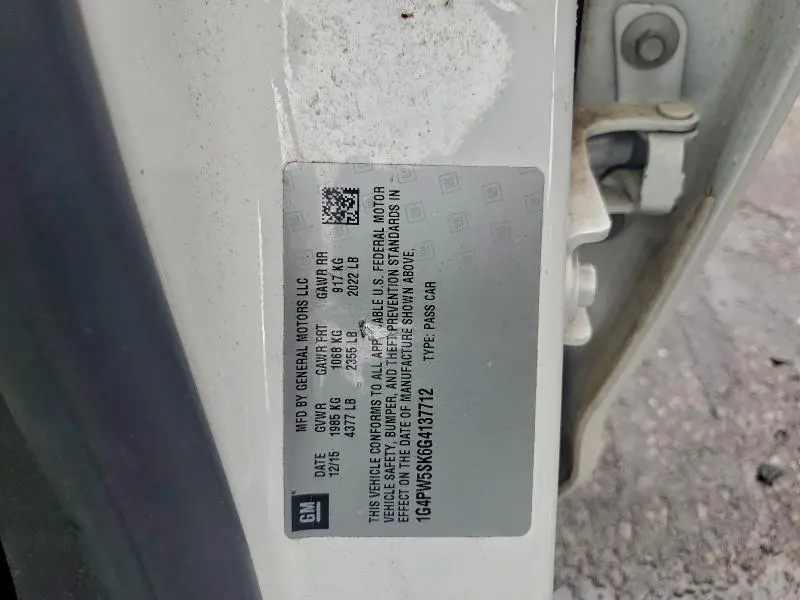 MFD BY GENERAL MOTORS LLC
DATE GVWR GAWR FRT GAWR RR
12/15 1985 KG 1068 KG 917 KG
4377 LB 2355 LB 2022 LB
THIS VEHICLE CONFORMS TO ALL APP ABLE U.S. FEDERAL MOTOR
VEHICLE SAFETY, BUMPER, AND THEFT PREVENTION STANDARDS IN
EFFECT ON THE DATE OF MANUFACTURE SHOWN ABOVE.
1G4PW5SK6G4137712 TYPE: PASS CAR
GM